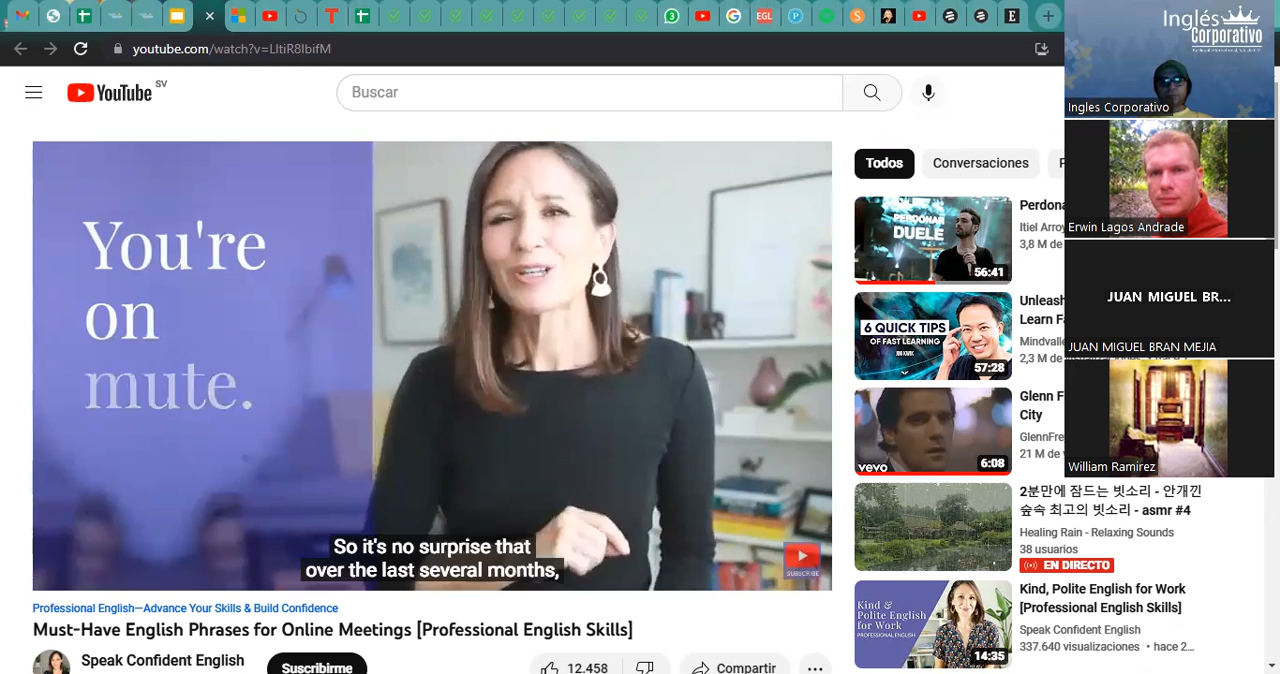 youtube.com/watch?v=LltiR8lbifM
YouTube SV
Buscar
You're
on
mute.
So it's no surprise that
over the last several months,
SUBSCRIBE
Professional English—Advance Your Skills & Build Confidence
Must-Have English Phrases for Online Meetings [Professional English Skills]
Speak Confident English
Suscribirme
12.458
Compartir
Todos
Conversaciones
PERDONAR
DUELE
56:41
Perdona
Itiel Arroy
3,8 M de
6 QUICK TIPS
OF FAST LEARNING
JIM KWIK
57:28
Unleash
Learn Fa
Mindvalle
2,3 M de
vevo
6:08
Glenn F
City
GlennFre
21 M de
2분만에 잠드는 빗소리 - 안개낀
숲속 최고의 빗소리 - asmr #4
Healing Rain - Relaxing Sounds
38 usuarios
EN DIRECTO
Kind &
Polite English
for Work
PROFESSIONAL ENGLISH
14:35
Kind, Polite English for Work
[Professional English Skills]
Speak Confident English
337.640 visualizaciones • hace 2...
Inglés
Corporativo
Ingles Corporativo
Erwin Lagos Andrade
JUAN MIGUEL BR...
JUAN MIGUEL BRAN MEJIA
William Ramirez